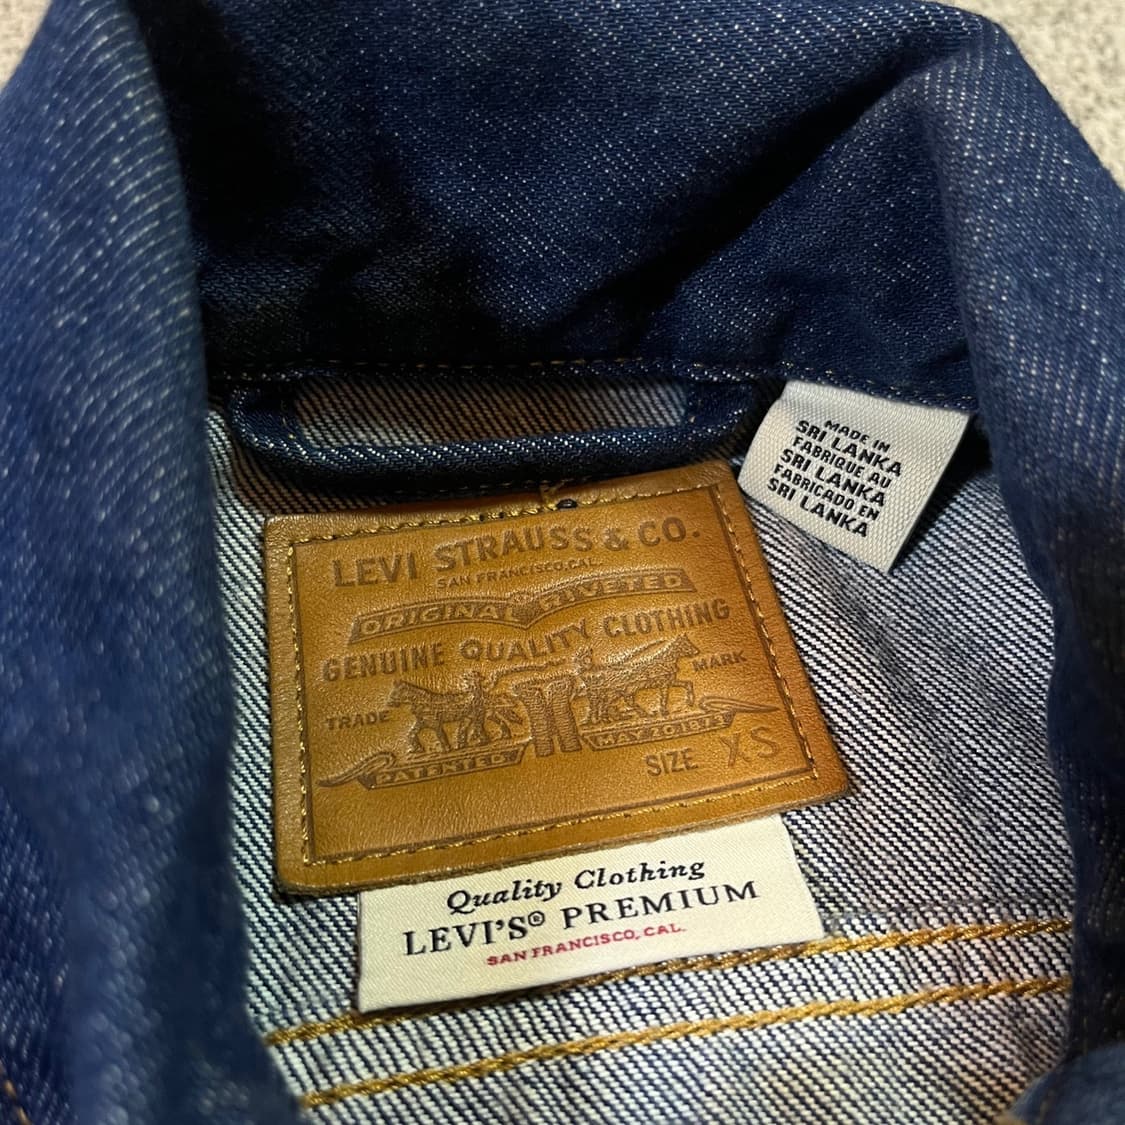 MADE IN
SRI LANKA
FABRIQUE AU
SRI LANKA
FABRICADO EN
SRI LANKA
LEVI STRAUSS & CO.
SAN FRANCISCO, CAL.
ORIGINAL RIVETED
GENUINE QUALITY CLOTHING
TRADE MARK
PATENTED MAY 20 1873
SIZE XS
Quality Clothing
LEVI'S® PREMIUM
SAN FRANCISCO, CAL.